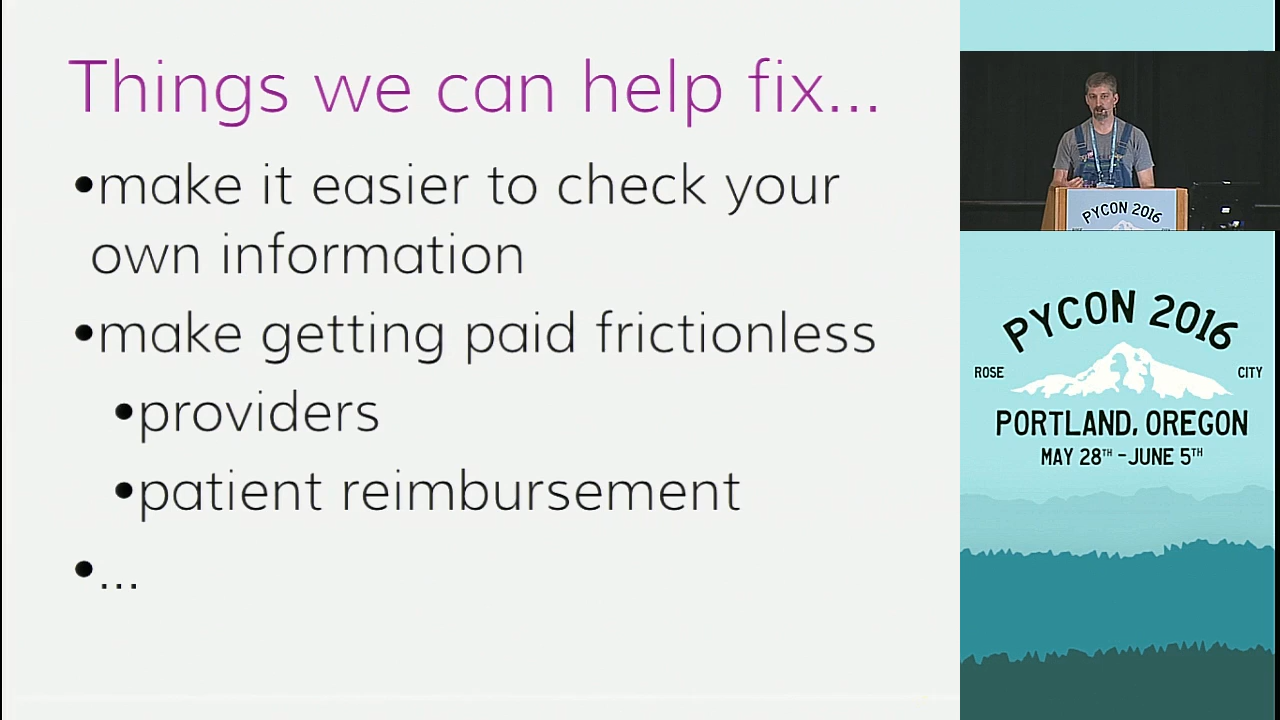 Things we can help fix...
•make it easier to check your
own information
•make getting paid frictionless
•providers
•patient reimbursement
•...
PYCON 2016
PYCON 2016
ROSE
CITY
PORTLAND, OREGON
MAY 28TH -JUNE 5TH